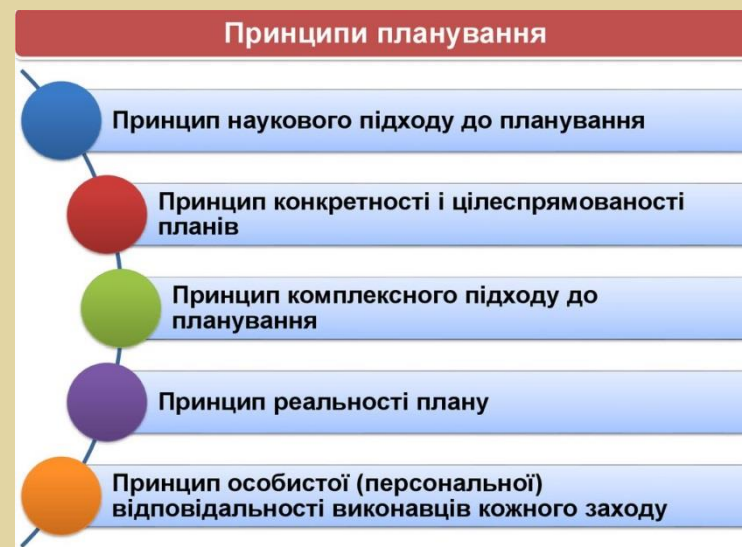 Принципи планування
Принцип наукового підходу до планування
Принцип конкретності і цілеспрямованості
планів
Принцип комплексного підходу до
планування
Принцип реальності плану
Принцип особистої (персональної)
відповідальності виконавців кожного заходу